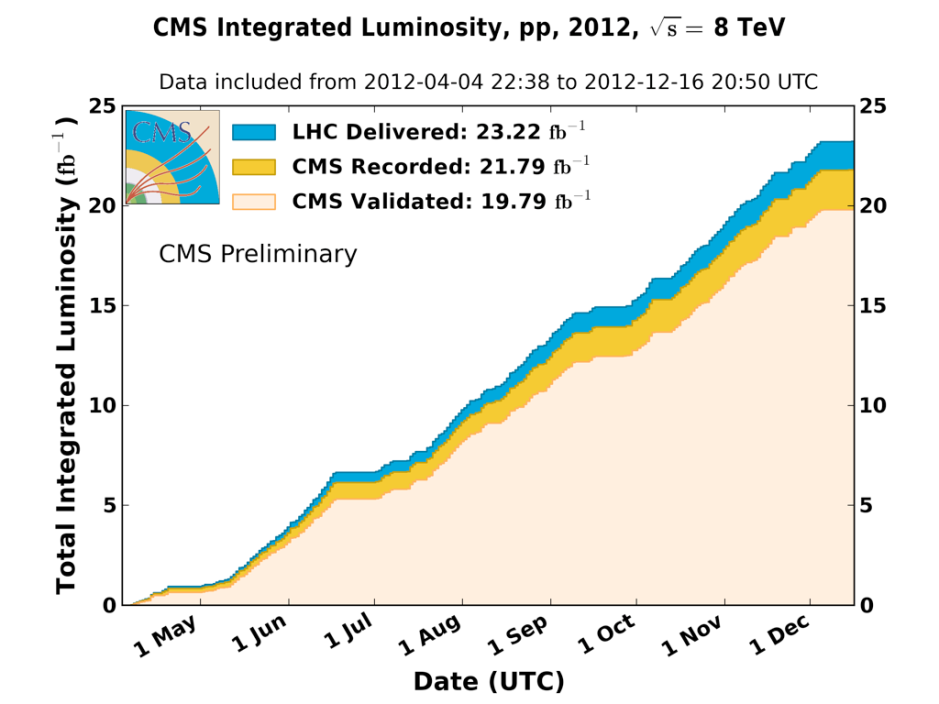 CMS Integrated Luminosity, pp, 2012, √s = 8 TeV
Data included from 2012-04-04 22:38 to 2012-12-16 20:50 UTC
CMS
LHC Delivered: 23.22 fb⁻¹
CMS Recorded: 21.79 fb⁻¹
CMS Validated: 19.79 fb⁻¹
CMS Preliminary
Total Integrated Luminosity (fb⁻¹)
25
20
15
10
5
0
25
20
15
10
5
0
1 May
1 Jun
1 Jul
1 Aug
1 Sep
1 Oct
1 Nov
1 Dec
Date (UTC)